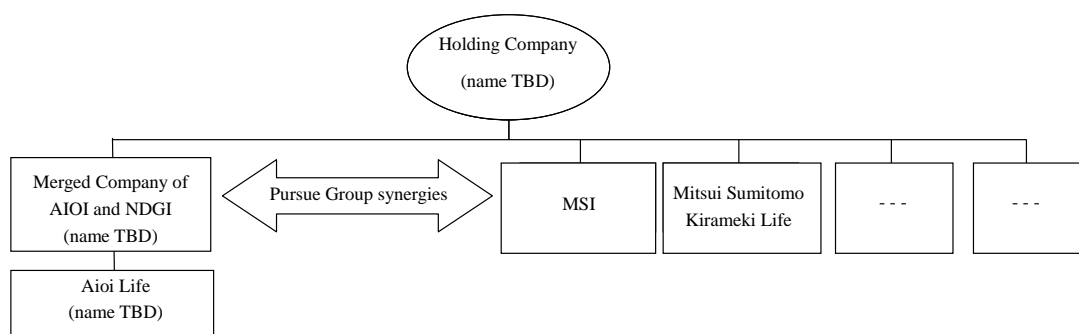 Holding Company
(name TBD)
Merged Company of
AIOI and NDGI
(name TBD)
Pursue Group synergies
MSI
Mitsui Sumitomo
Kirameki Life
- - -
- - -
Aioi Life
(name TBD)